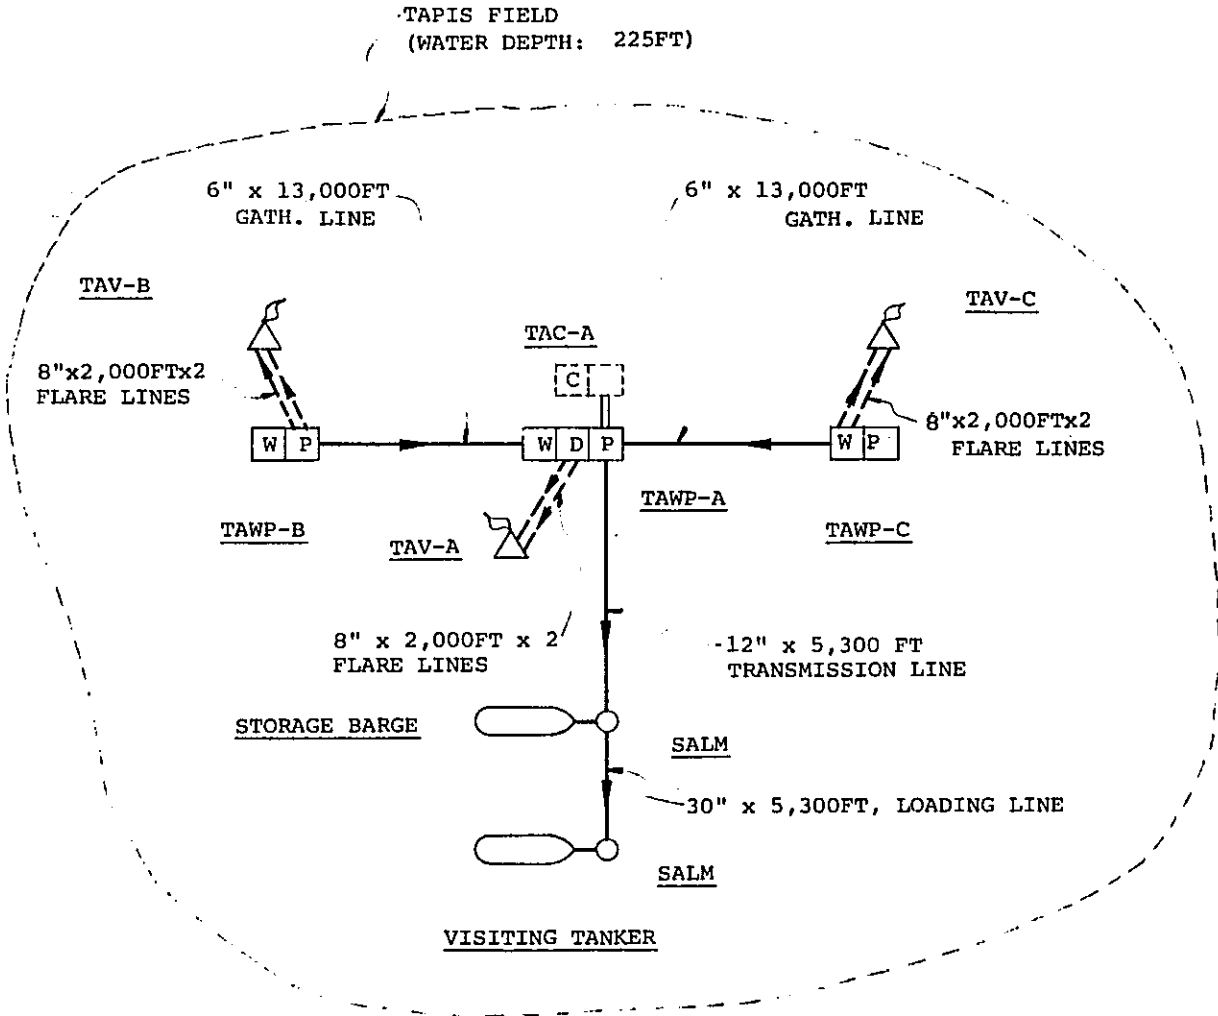 TAPIS FIELD
(WATER DEPTH: 225FT)
6" x 13,000FT
GATH. LINE
6" x 13,000FT
GATH. LINE
TAV-B
TAV-C
TAC-A
8"x2,000FTx2
FLARE LINES
C
8"x2,000FTx2
FLARE LINES
W P
W D P
W P
TAWP-A
TAWP-B
TAV-A
TAWP-C
8" x 2,000FT x 2
FLARE LINES
12" x 5,300 FT
TRANSMISSION LINE
STORAGE BARGE
SALM
30" x 5,300FT, LOADING LINE
SALM
VISITING TANKER